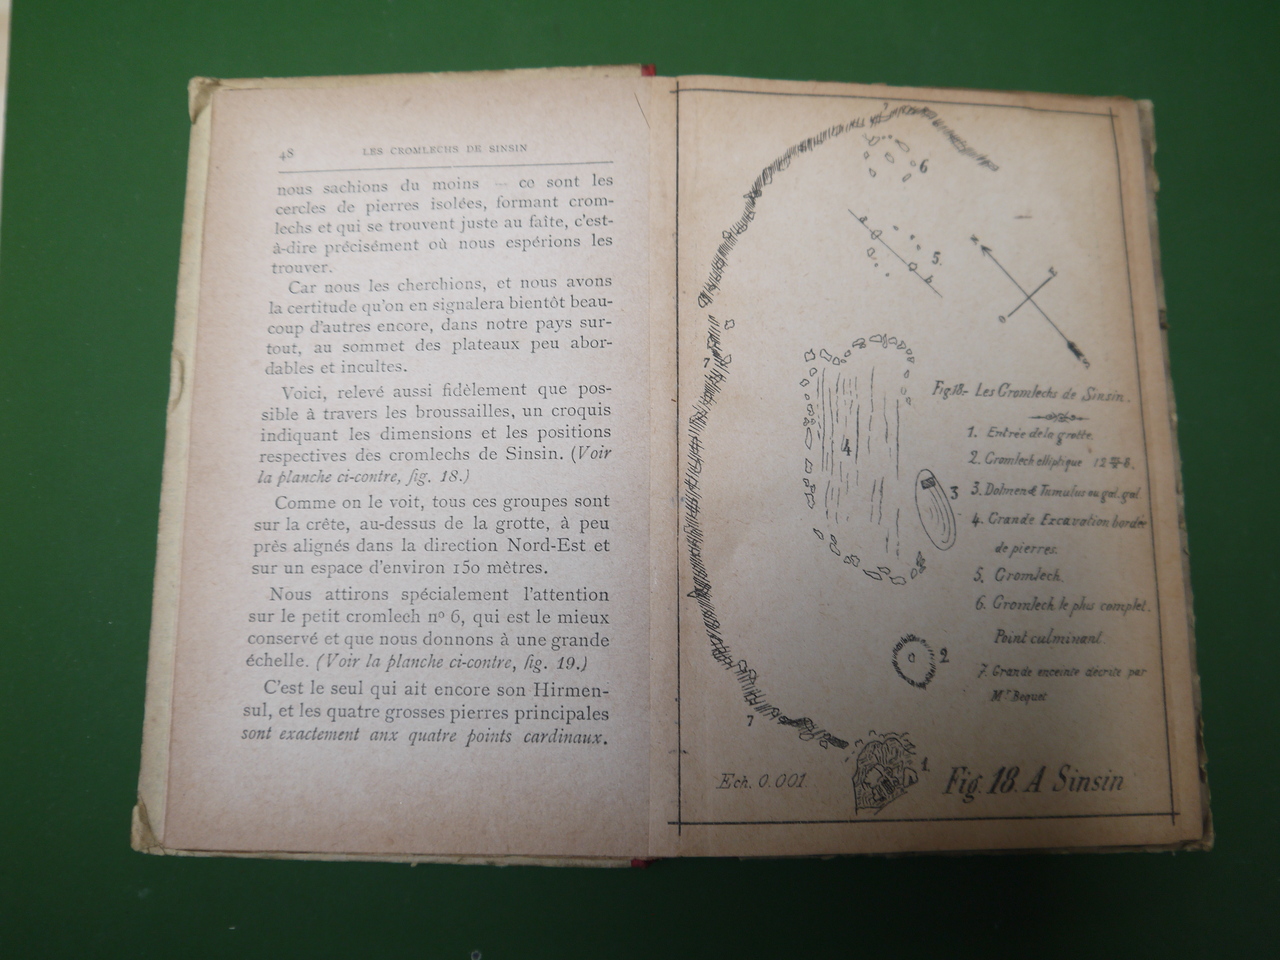 48 LES CROMLECHS DE SINSIN
nous sachions du moins — ce sont les
cercles de pierres isolées, formant crom-
lechs et qui se trouvent juste au faîte, c'est-
à-dire précisément où nous espérions les
trouver.
Car nous les cherchions, et nous avons
la certitude qu'on en signalera bientôt beau-
coup d'autres encore, dans notre pays sur-
tout, au sommet des plateaux peu abor-
dables et incultes.
Voici, relevé aussi fidèlement que pos-
sible à travers les broussailles, un croquis
indiquant les dimensions et les positions
respectives des cromlechs de Sinsin. (Voir
la planche ci-contre, fig. 18.)
Comme on le voit, tous ces groupes sont
sur la crête, au-dessus de la grotte, à peu
près alignés dans la direction Nord-Est et
sur un espace d'environ 150 mètres.
Nous attirons spécialement l'attention
sur le petit cromlech nº 6, qui est le mieux
conservé et que nous donnons à une grande
échelle. (Voir la planche ci-contre, fig. 19.)
C'est le seul qui ait encore son Hirmen-
sul, et les quatre grosses pierres principales
sont exactement anx quatre points cardinaux.
6
a
5.
b
N
E
O
S
7
4
3
2
7
1
Fig 18.- Les Cromlechs de Sinsin.
1. Entrée de la grotte.
2. Cromlech elliptique
3. Dolmen & Tumulus ou gal. gal
4. Grande Excavation bordée
de pierres.
5. Cromlech.
6. Cromlech le plus complet.
Point culminant.
7. Grande enceinte décrite par
Mr Bequet
Ech. 0.001.
Fig. 18. A Sinsin